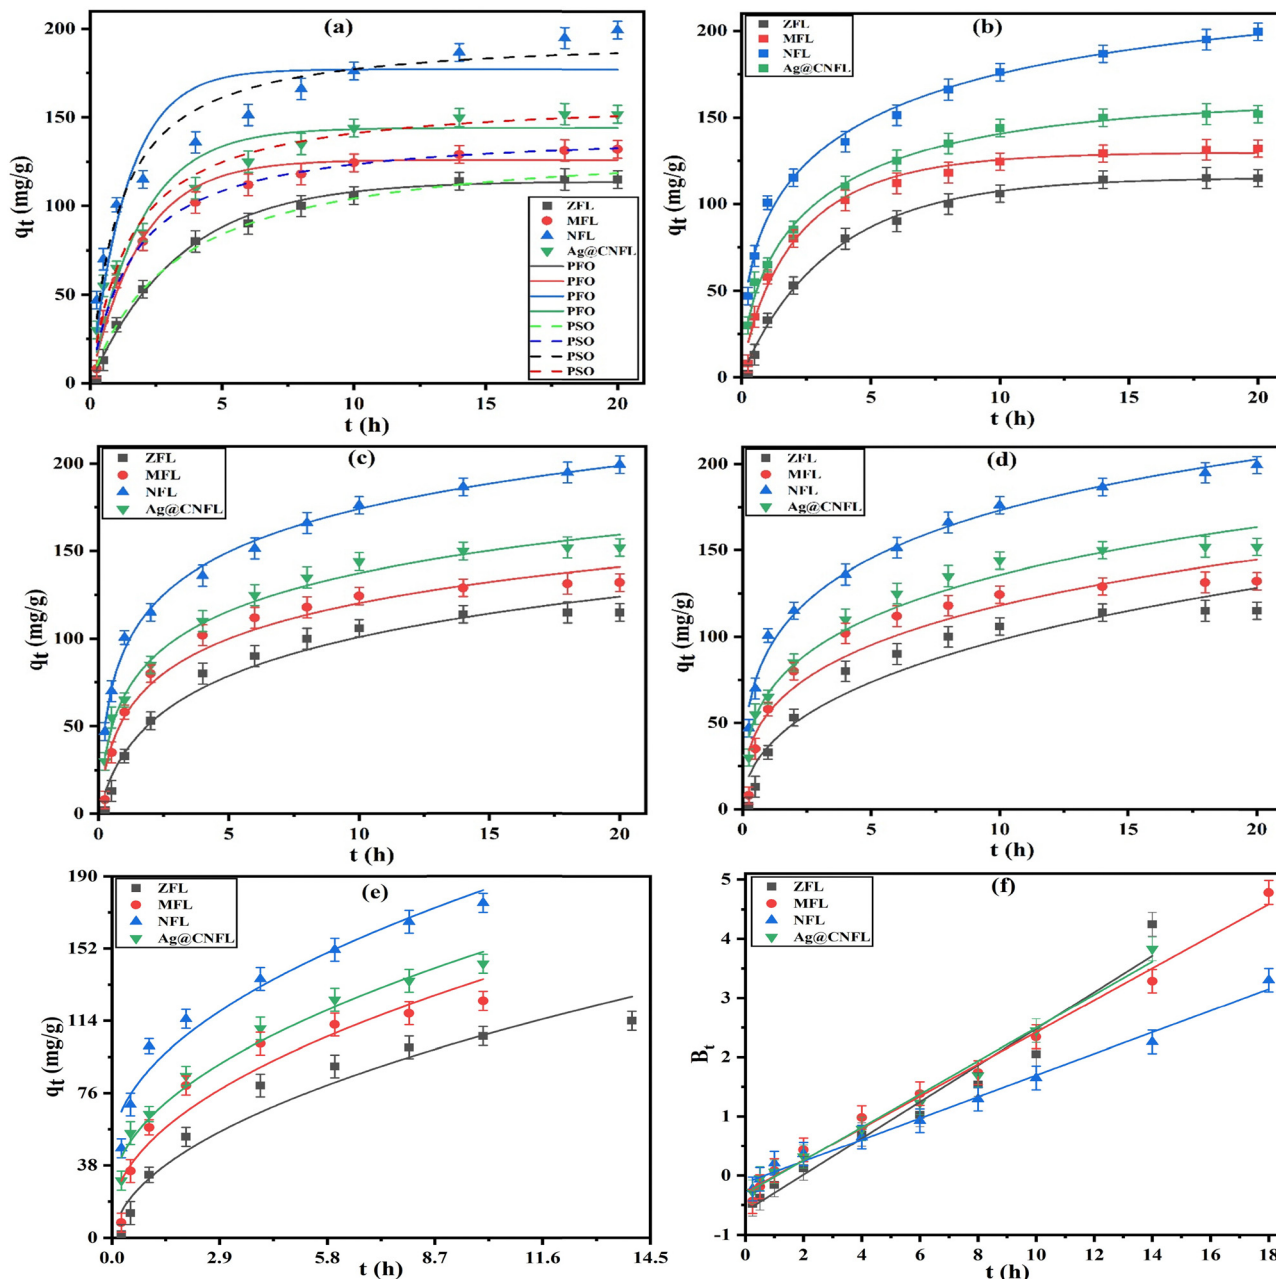 (a)
200
150
100
50
0
0
5
10
15
20
qt (mg/g)
t (h)
ZFL
MFL
NFL
Ag@CNFL
PFO
PFO
PFO
PFO
PSO
PSO
PSO
PSO
(b)
ZFL
MFL
NFL
Ag@CNFL
200
150
100
50
0
0
5
10
15
20
qt (mg/g)
t (h)
(c)
ZFL
MFL
NFL
Ag@CNFL
200
150
100
50
0
0
5
10
15
20
qt (mg/g)
t (h)
(d)
ZFL
MFL
NFL
Ag@CNFL
200
150
100
50
0
0
5
10
15
20
qt (mg/g)
t (h)
(e)
ZFL
MFL
NFL
Ag@CNFL
190
152
114
76
38
0
0.0
2.9
5.8
8.7
11.6
14.5
qt (mg/g)
t (h)
(f)
ZFL
MFL
NFL
Ag@CNFL
5
4
3
2
1
0
-1
0
2
4
6
8
10
12
14
16
18
Bt
t (h)